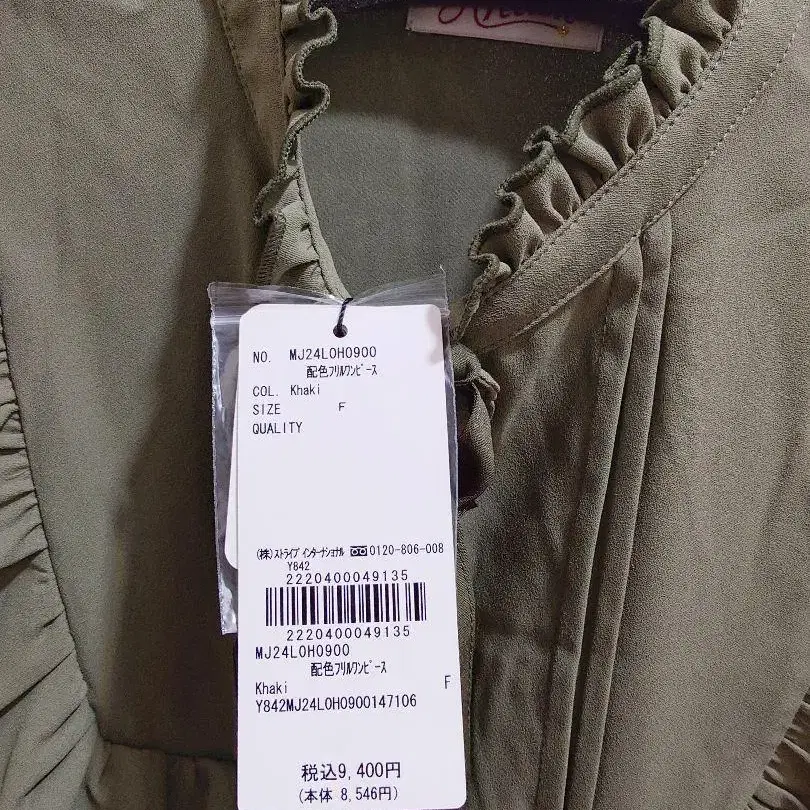 NO. MJ24L0H0900
配色ﾌﾘﾙﾜﾝﾋﾟｰｽ
COL. Khaki
SIZE F
QUALITY
(株)ｽﾄﾗｲﾌﾟ ｲﾝﾀｰﾅｼｮﾅﾙ 0120-806-008
Y842
2220400049135
2220400049135
MJ24L0H0900
配色ﾌﾘﾙﾜﾝﾋﾟｰｽ
Khaki F
Y842MJ24L0H0900147106
税込9,400円
(本体 8,546円)